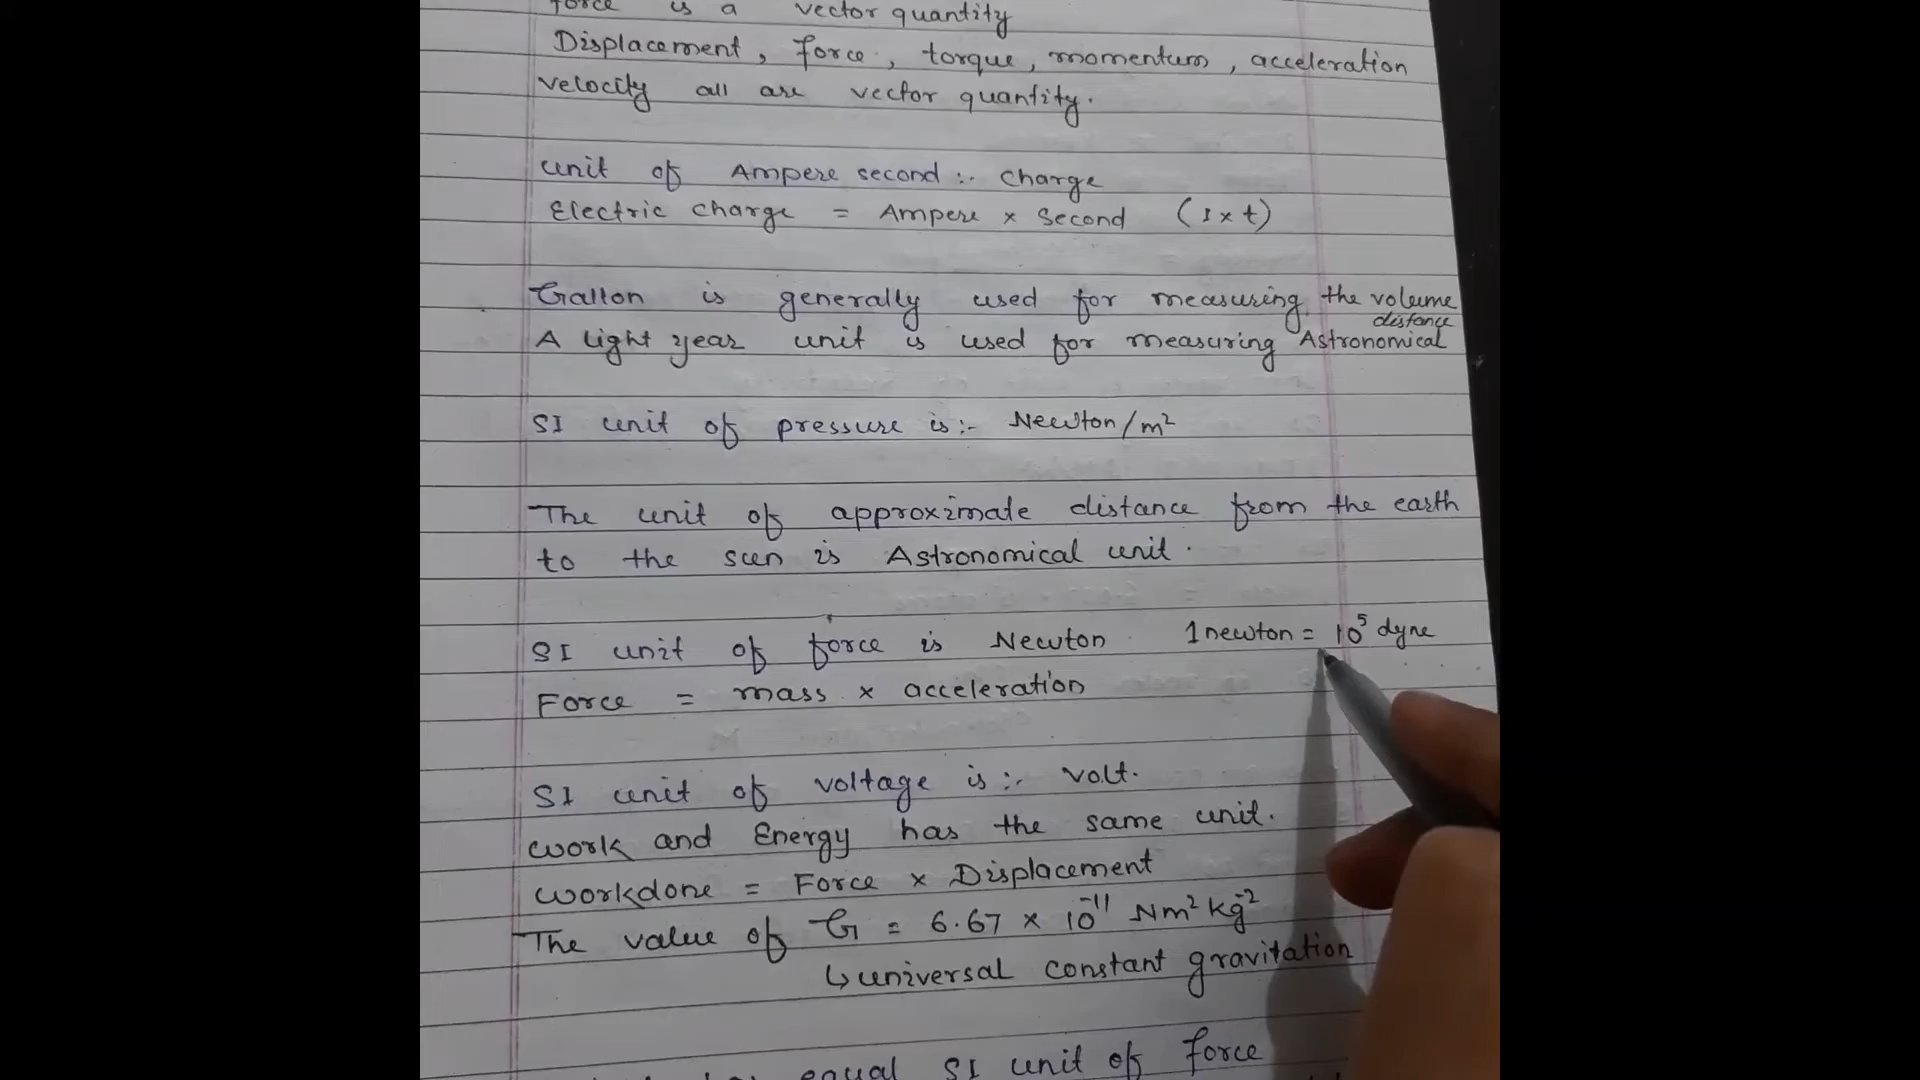 force is a vector quantity
Displacement, force, torque, momentum, acceleration
velocity all are vector quantity.
unit of Ampere second :- charge
Electric charge = Ampere × Second (I × t)
Gallon is generally used for measuring the volume
distance
A light year unit is used for measuring Astronomical
SI unit of pressure is :- Newton/m²
The unit of approximate distance from the earth
to the sun is Astronomical unit.
SI unit of force is Newton 1 newton = 10⁵ dyne
Force = mass × acceleration
SI unit of voltage is :- volt.
work and Energy has the same unit.
workdone = Force × Displacement
The value of G = 6.67 × 10⁻¹¹ Nm² kg⁻²
↳ universal constant gravitation
equal SI unit of force